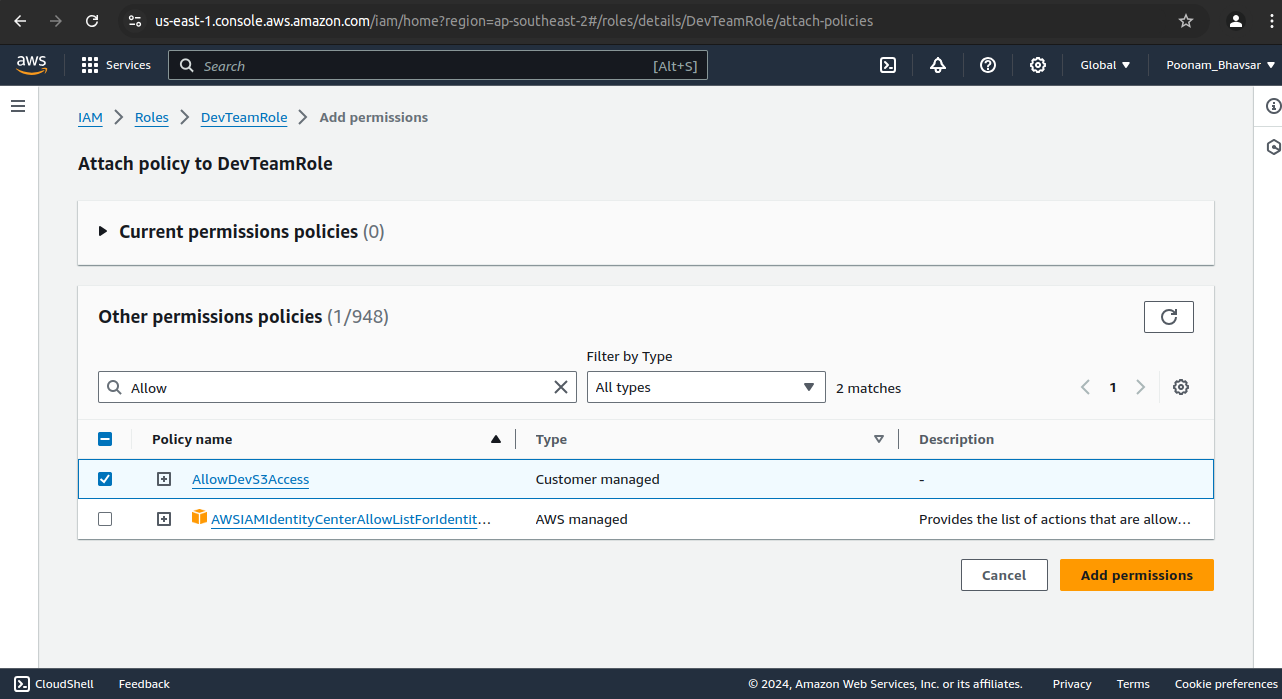 us-east-1.console.aws.amazon.com/iam/home?region=ap-southeast-2#/roles/details/DevTeamRole/attach-policies
aws Services Search [Alt+S] Global Poonam_Bhavsar
IAM Roles DevTeamRole Add permissions
Attach policy to DevTeamRole
Current permissions policies (0)
Other permissions policies (1/948)
Filter by Type
Allow All types 2 matches 1
Policy name Type Description
AllowDevS3Access Customer managed -
AWSIAMIdentityCenterAllowListForIdentit... AWS managed Provides the list of actions that are allow...
Cancel Add permissions
CloudShell Feedback © 2024, Amazon Web Services, Inc. or its affiliates. Privacy Terms Cookie preferences